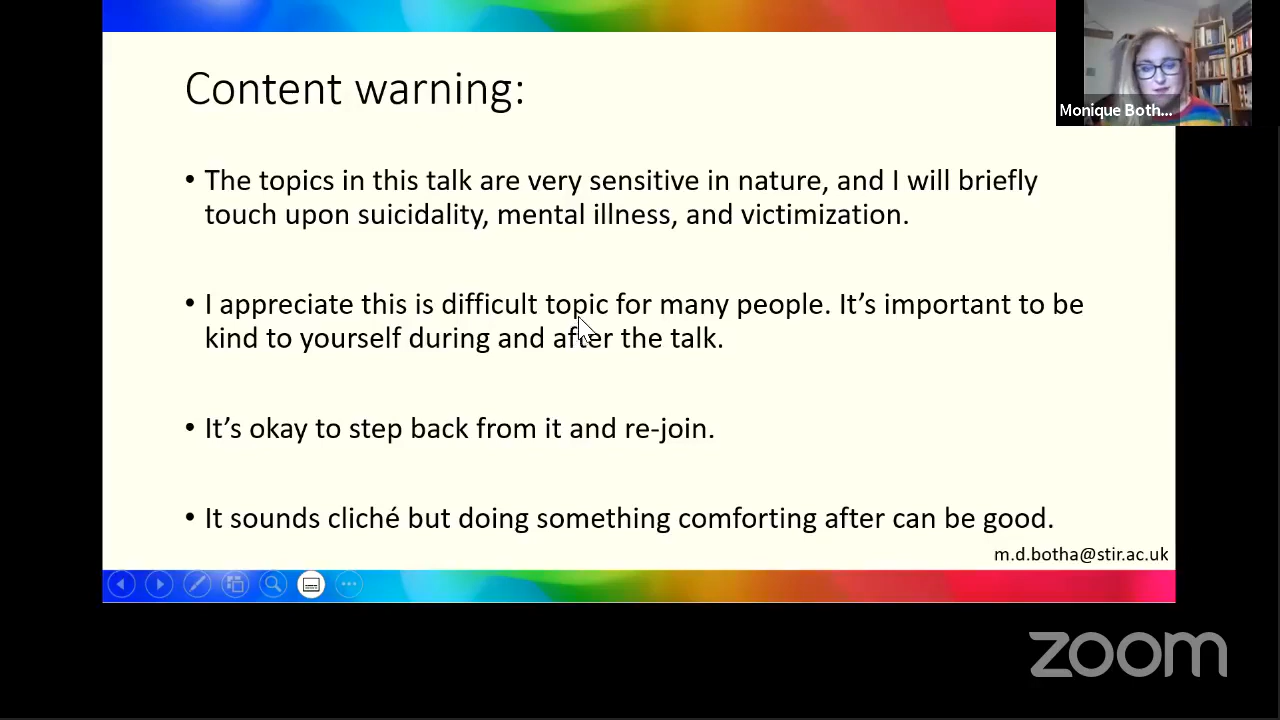 Content warning:
Monique Both...
• The topics in this talk are very sensitive in nature, and I will briefly
touch upon suicidality, mental illness, and victimization.
• I appreciate this is difficult topic for many people. It’s important to be
kind to yourself during and after the talk.
• It’s okay to step back from it and re-join.
• It sounds cliché but doing something comforting after can be good.
m.d.botha@stir.ac.uk
zoom